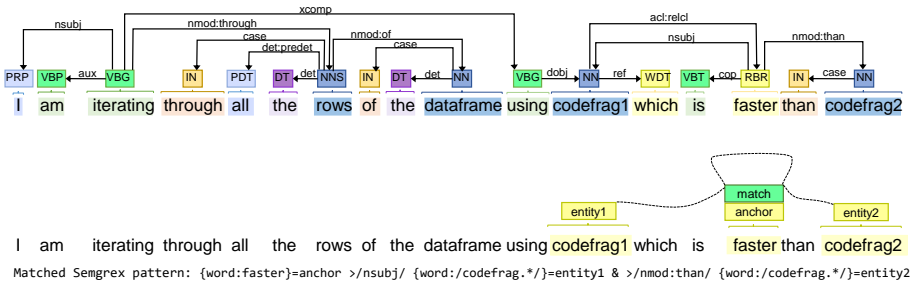 xcomp
nsubj nmod:through acl:relcl
case nmod:of nsubj nmod:than
det:predet case
aux det det dobj ref cop case
PRP VBP VBG IN PDT DT NNS IN DT NN VBG NN WDT VBT RBR IN NN
I am iterating through all the rows of the dataframe using codefrag1 which is faster than codefrag2
match
entity1 anchor entity2
I am iterating through all the rows of the dataframe using codefrag1 which is faster than codefrag2
Matched Semgrex pattern: {word:faster}=anchor >/nsubj/ {word:/codefrag.*/}=entity1 & >/nmod:than/ {word:/codefrag.*/}=entity2